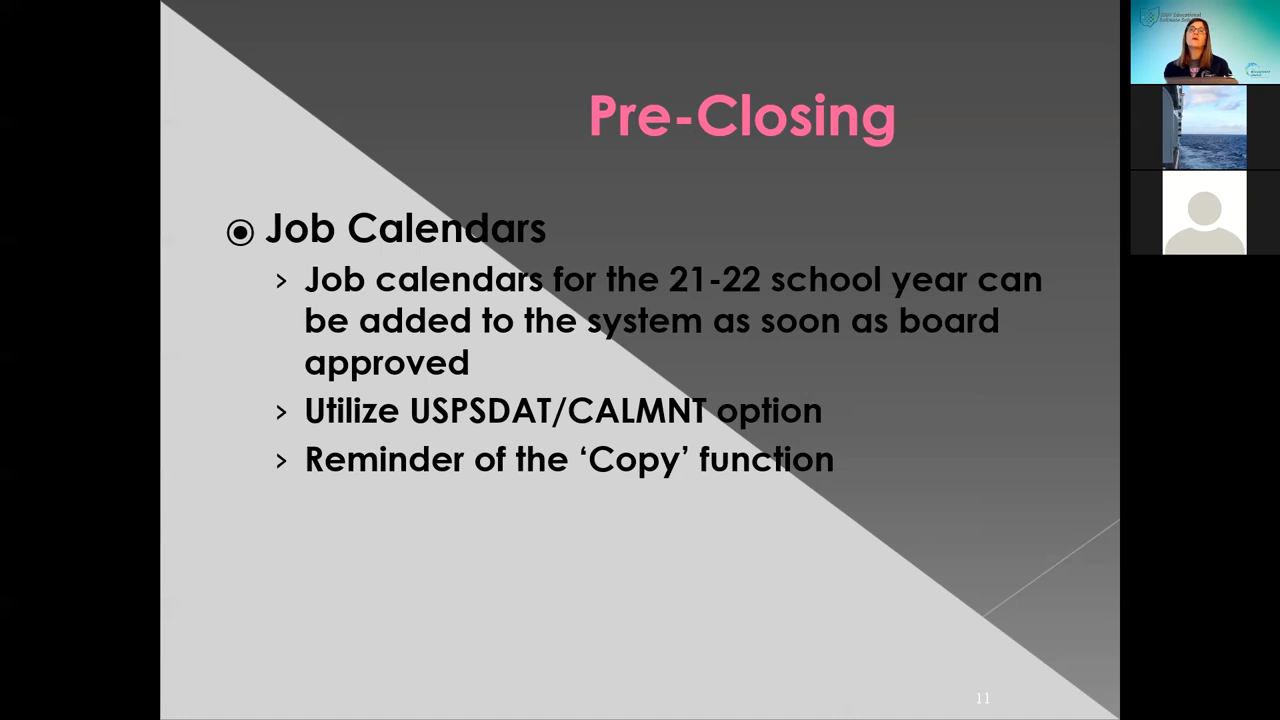 Pre-Closing
Job Calendars
› Job calendars for the 21-22 school year can
be added to the system as soon as board
approved
› Utilize USPSDAT/CALMNT option
› Reminder of the ‘Copy’ function
11